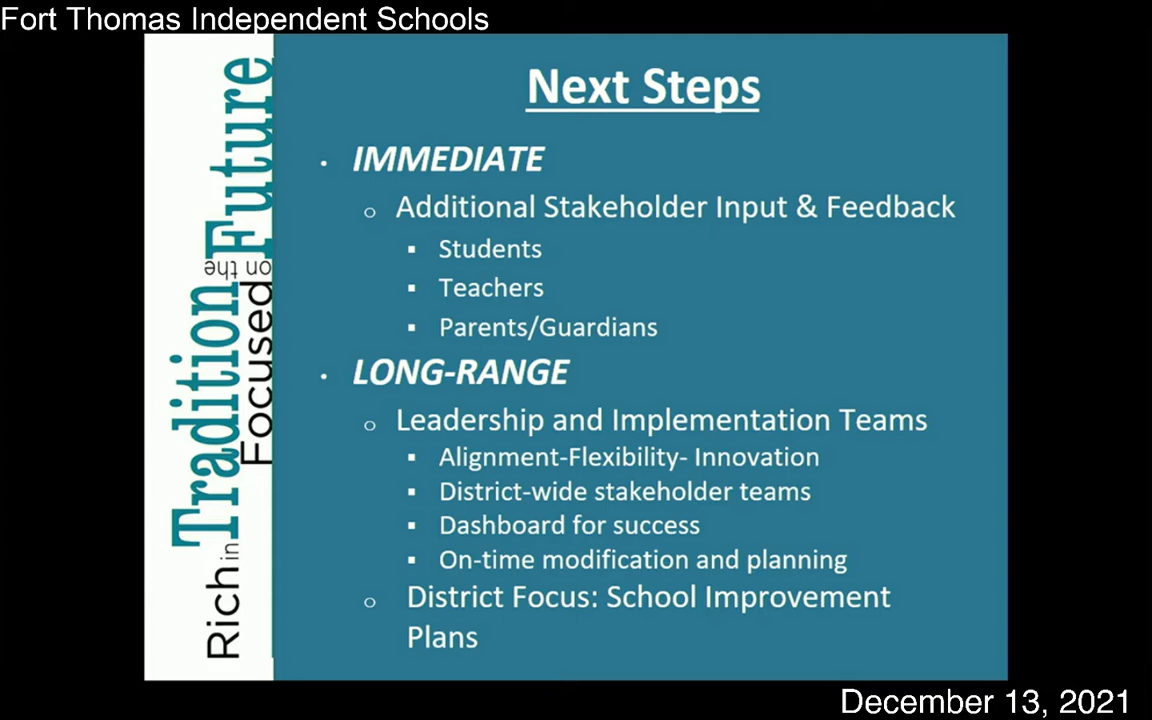 Fort Thomas Independent Schools
Rich in Tradition
Focused on the Future
Next Steps
• IMMEDIATE
o Additional Stakeholder Input & Feedback
▪ Students
▪ Teachers
▪ Parents/Guardians
• LONG-RANGE
o Leadership and Implementation Teams
▪ Alignment-Flexibility- Innovation
▪ District-wide stakeholder teams
▪ Dashboard for success
▪ On-time modification and planning
o District Focus: School Improvement
Plans
December 13, 2021